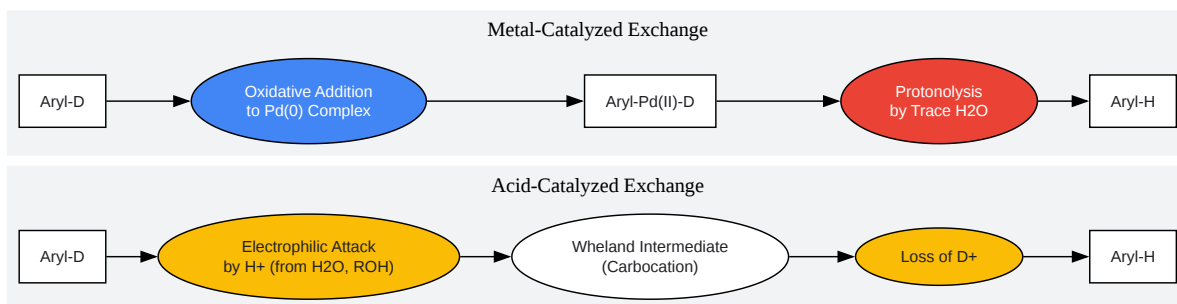 Metal-Catalyzed Exchange
Aryl-D
Oxidative Addition
to Pd(0) Complex
Aryl-Pd(II)-D
Protonolysis
by Trace H2O
Aryl-H
Acid-Catalyzed Exchange
Aryl-D
Electrophilic Attack
by H+ (from H2O, ROH)
Wheland Intermediate
(Carbocation)
Loss of D+
Aryl-H